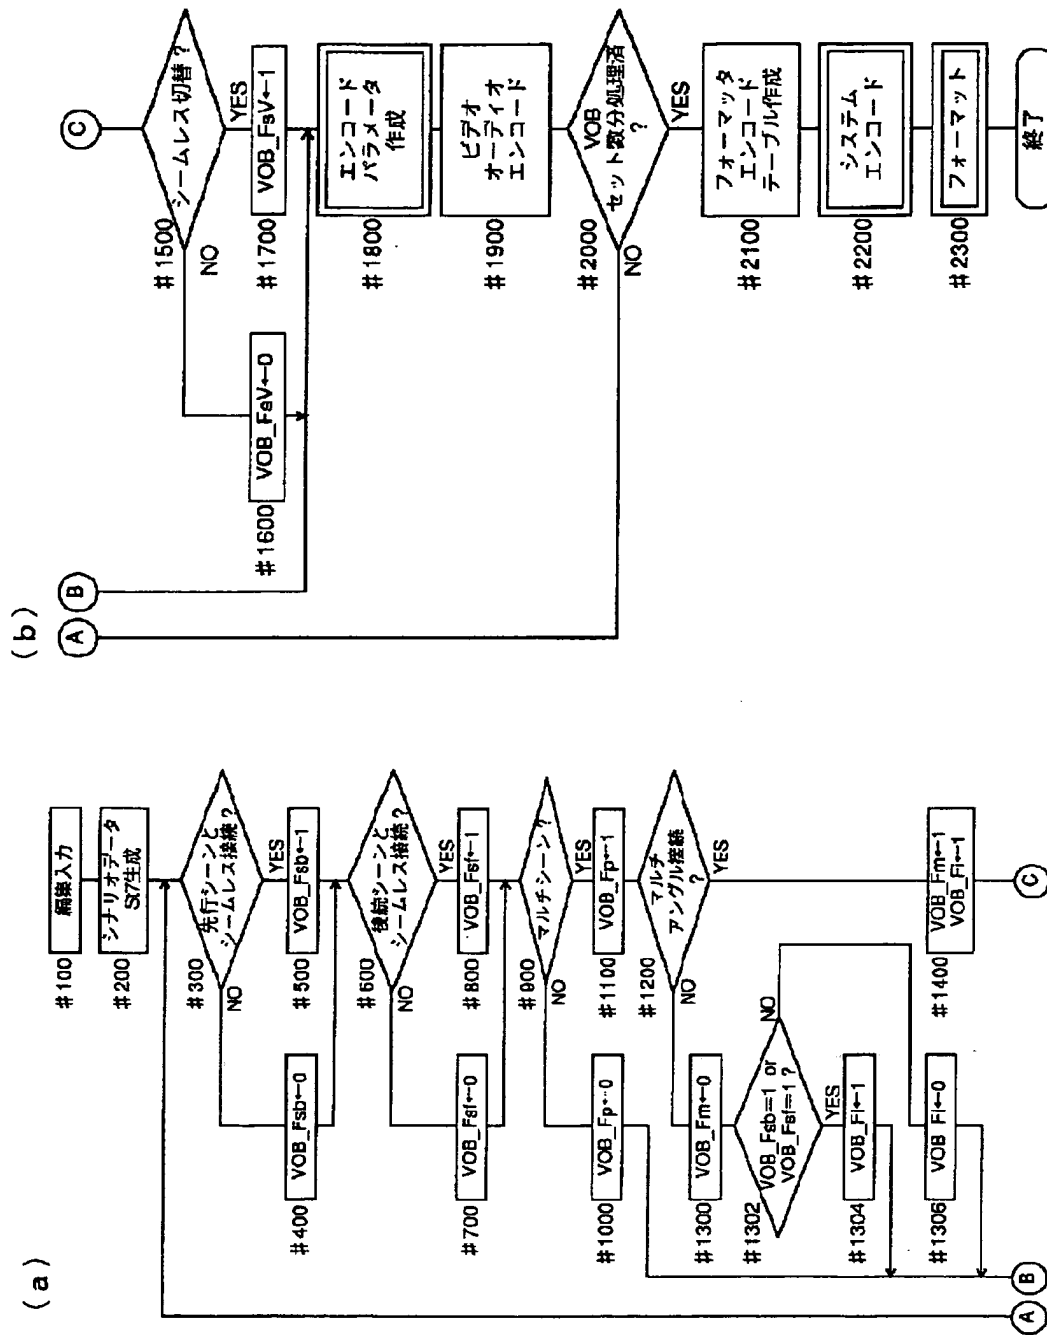 (a)
#100
編集入力
#200
シナリオデータ
St7生成
#300
先行シーンと
シームレス接続?
YES
NO
#400
VOB_Fsb←0
#500
VOB_Fsb←1
#600
後続シーンと
シームレス接続?
YES
NO
#700
VOB_Fsf←0
#800
VOB_Fsf←1
#900
マルチシーン?
YES
NO
#1000
VOB_Fp←0
#1100
VOB_Fp←1
#1200
マルチ
アングル接続
?
YES
NO
#1300
VOB_Fm←0
#1302
VOB_Fsb=1 or
VOB_Fsf=1 ?
NO
YES
#1304
VOB_Fi←1
#1306
VOB_Fi←0
#1400
VOB_Fm←1
VOB_Fi←1
A
B
C
(b)
A
B
C
#1500
シームレス切替?
YES
NO
#1600
VOB_FsV←0
#1700
VOB_FsV←1
#1800
エンコード
パラメータ
作成
#1900
ビデオ
オーディオ
エンコード
#2000
VOB
セット数分処理済
?
YES
NO
#2100
フォーマッタ
エンコード
テーブル作成
#2200
システム
エンコード
#2300
フォーマット
終了